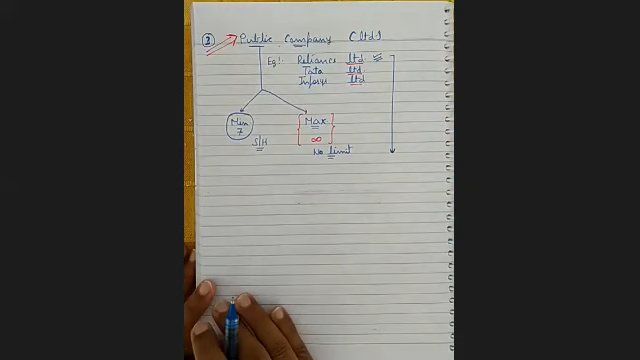 ② Public Company (ltd)
Eg:- Reliance ltd
Tata ltd.
Infosys ltd
Min Max
7 ∞
S/H
No limit